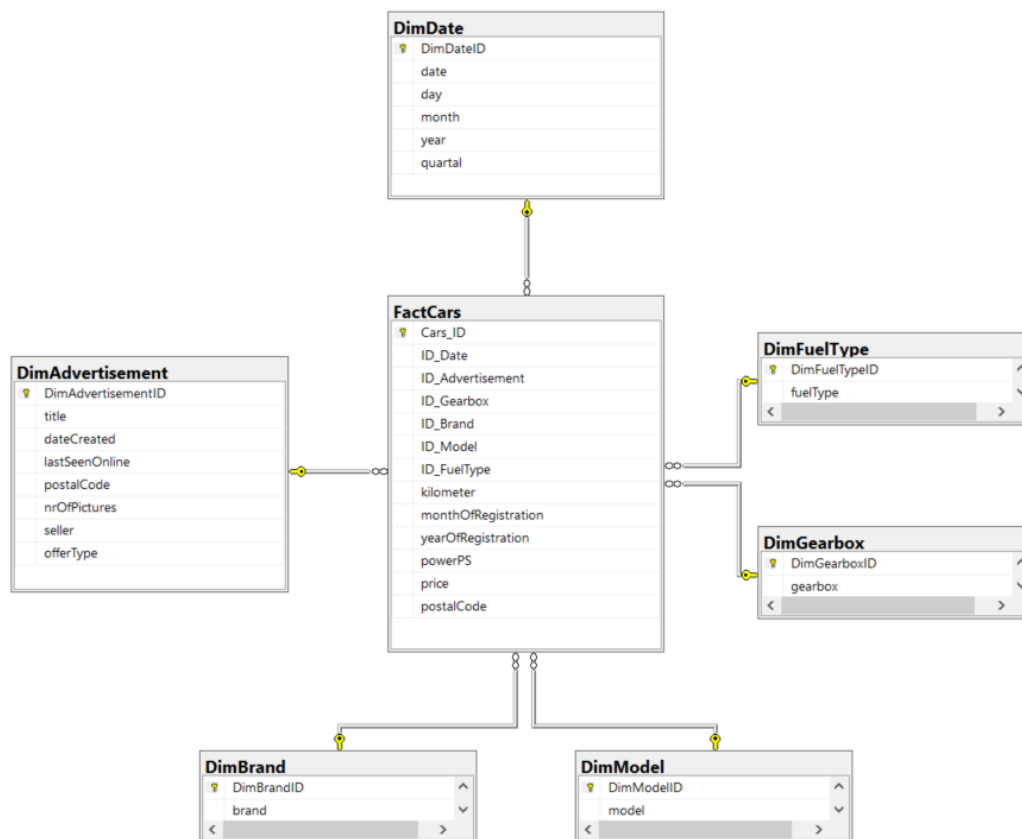 DimDate
DimDateID
date
day
month
year
quartal
FactCars
Cars_ID
ID_Date
ID_Advertisement
ID_Gearbox
ID_Brand
ID_Model
ID_FuelType
kilometer
monthOfRegistration
yearOfRegistration
powerPS
price
postalCode
DimAdvertisement
DimAdvertisementID
title
dateCreated
lastSeenOnline
postalCode
nrOfPictures
seller
offerType
DimFuelType
DimFuelTypeID
fuelType
DimGearbox
DimGearboxID
gearbox
DimBrand
DimBrandID
brand
DimModel
DimModelID
model